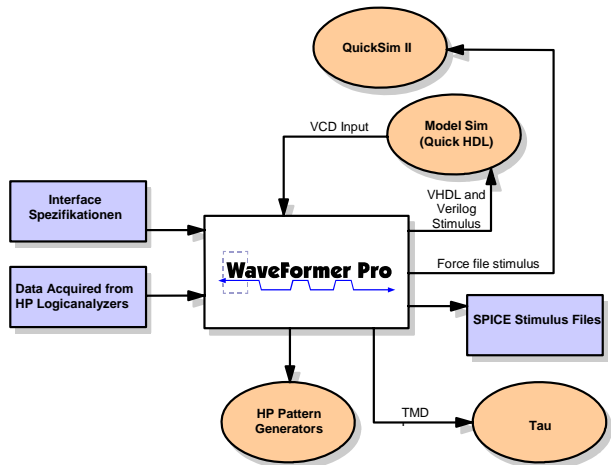 QuickSim II
VCD Input
Model Sim
(Quick HDL)
Interface
Spezifikationen
VHDL and
Verilog
Stimulus
WaveFormer Pro
Force file stimulus
Data Acquired from
HP Logicanalyzers
SPICE Stimulus Files
HP Pattern
Generators
TMD
Tau